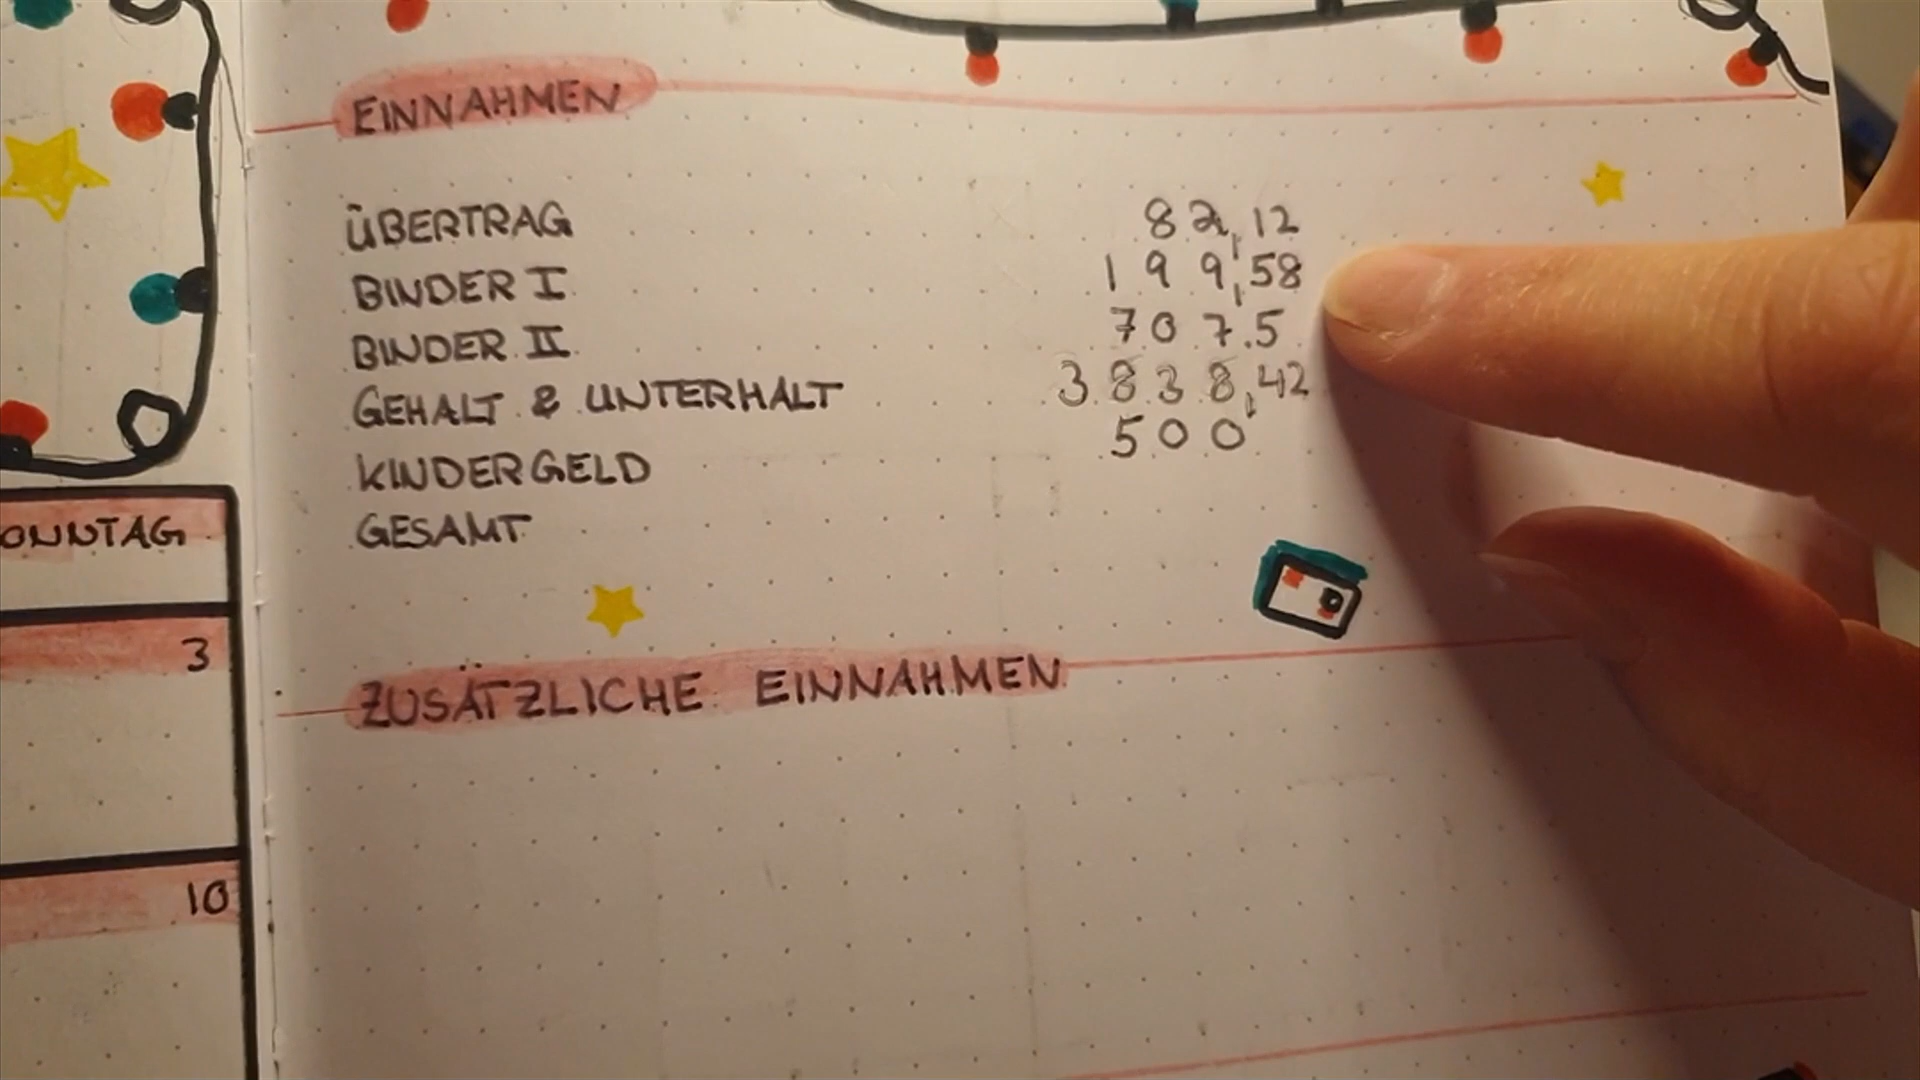 EINNAHMEN
ÜBERTRAG 82,12
BINDER I 199,58
BINDER II 707.5
GEHALT & UNTERHALT 3838,42
KINDERGELD 500
GESAMT
ONNTAG
3
ZUSÄTZLICHE EINNAHMEN
10